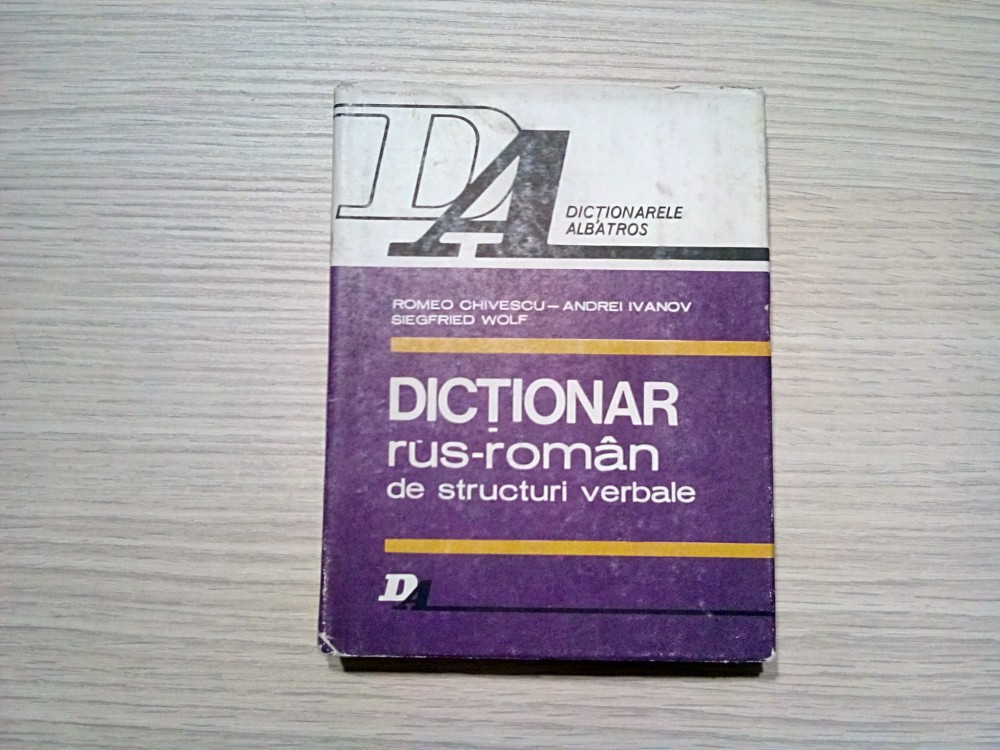 DA
DICȚIONARELE
ALBATROS
ROMEO CHIVESCU — ANDREI IVANOV
SIEGFRIED WOLF
DICȚIONAR
rus-român
de structuri verbale
DA